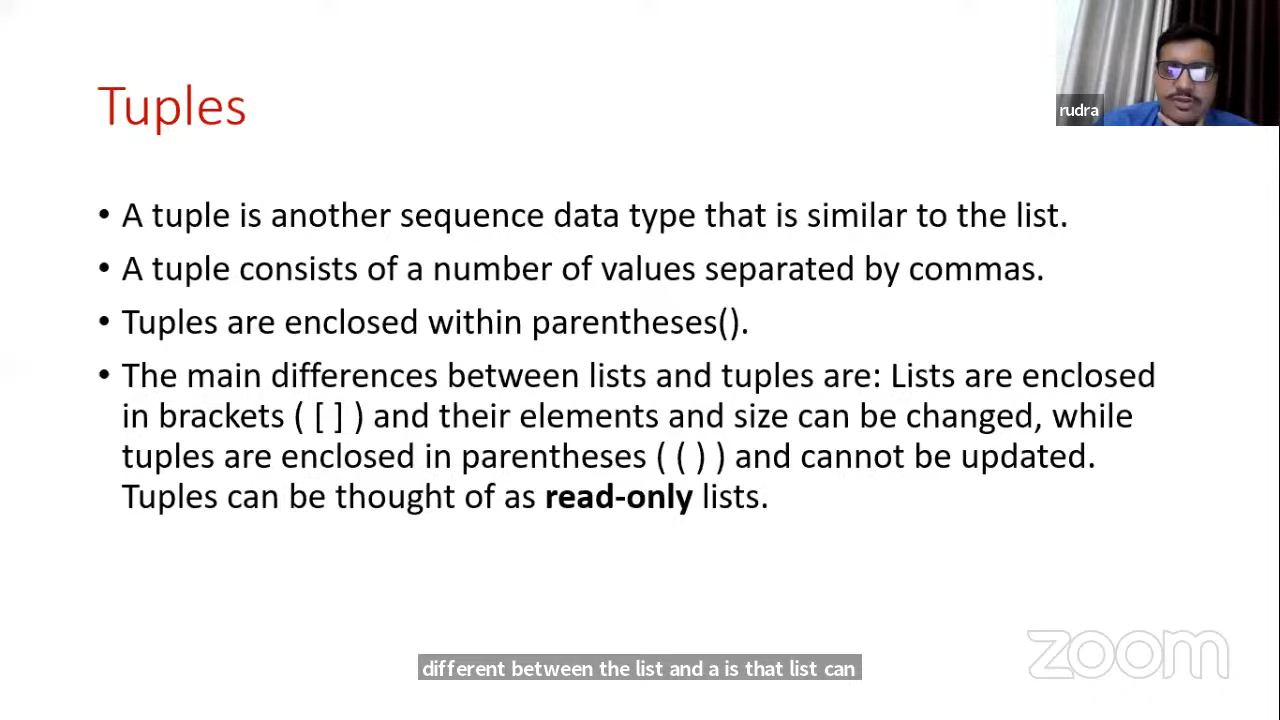 Tuples
rudra
• A tuple is another sequence data type that is similar to the list.
• A tuple consists of a number of values separated by commas.
• Tuples are enclosed within parentheses().
• The main differences between lists and tuples are: Lists are enclosed
in brackets ( [ ] ) and their elements and size can be changed, while
tuples are enclosed in parentheses ( ( ) ) and cannot be updated.
Tuples can be thought of as read-only lists.
zoom
different between the list and a is that list can